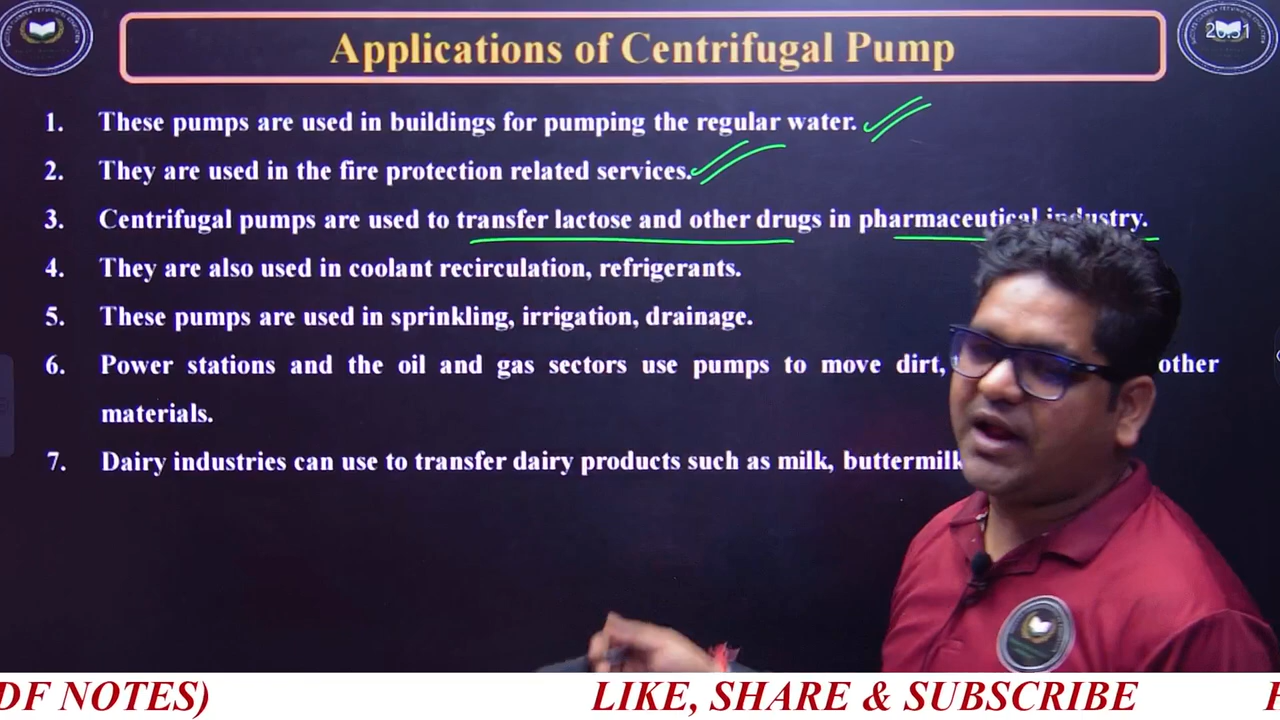 Applications of Centrifugal Pump
20:31
1. These pumps are used in buildings for pumping the regular water.
2. They are used in the fire protection related services.
3. Centrifugal pumps are used to transfer lactose and other drugs in pharmaceutical industry.
4. They are also used in coolant recirculation, refrigerants.
5. These pumps are used in sprinkling, irrigation, drainage.
6. Power stations and the oil and gas sectors use pumps to move dirt, other
materials.
7. Dairy industries can use to transfer dairy products such as milk, buttermilk
DF NOTES) LIKE, SHARE & SUBSCRIBE